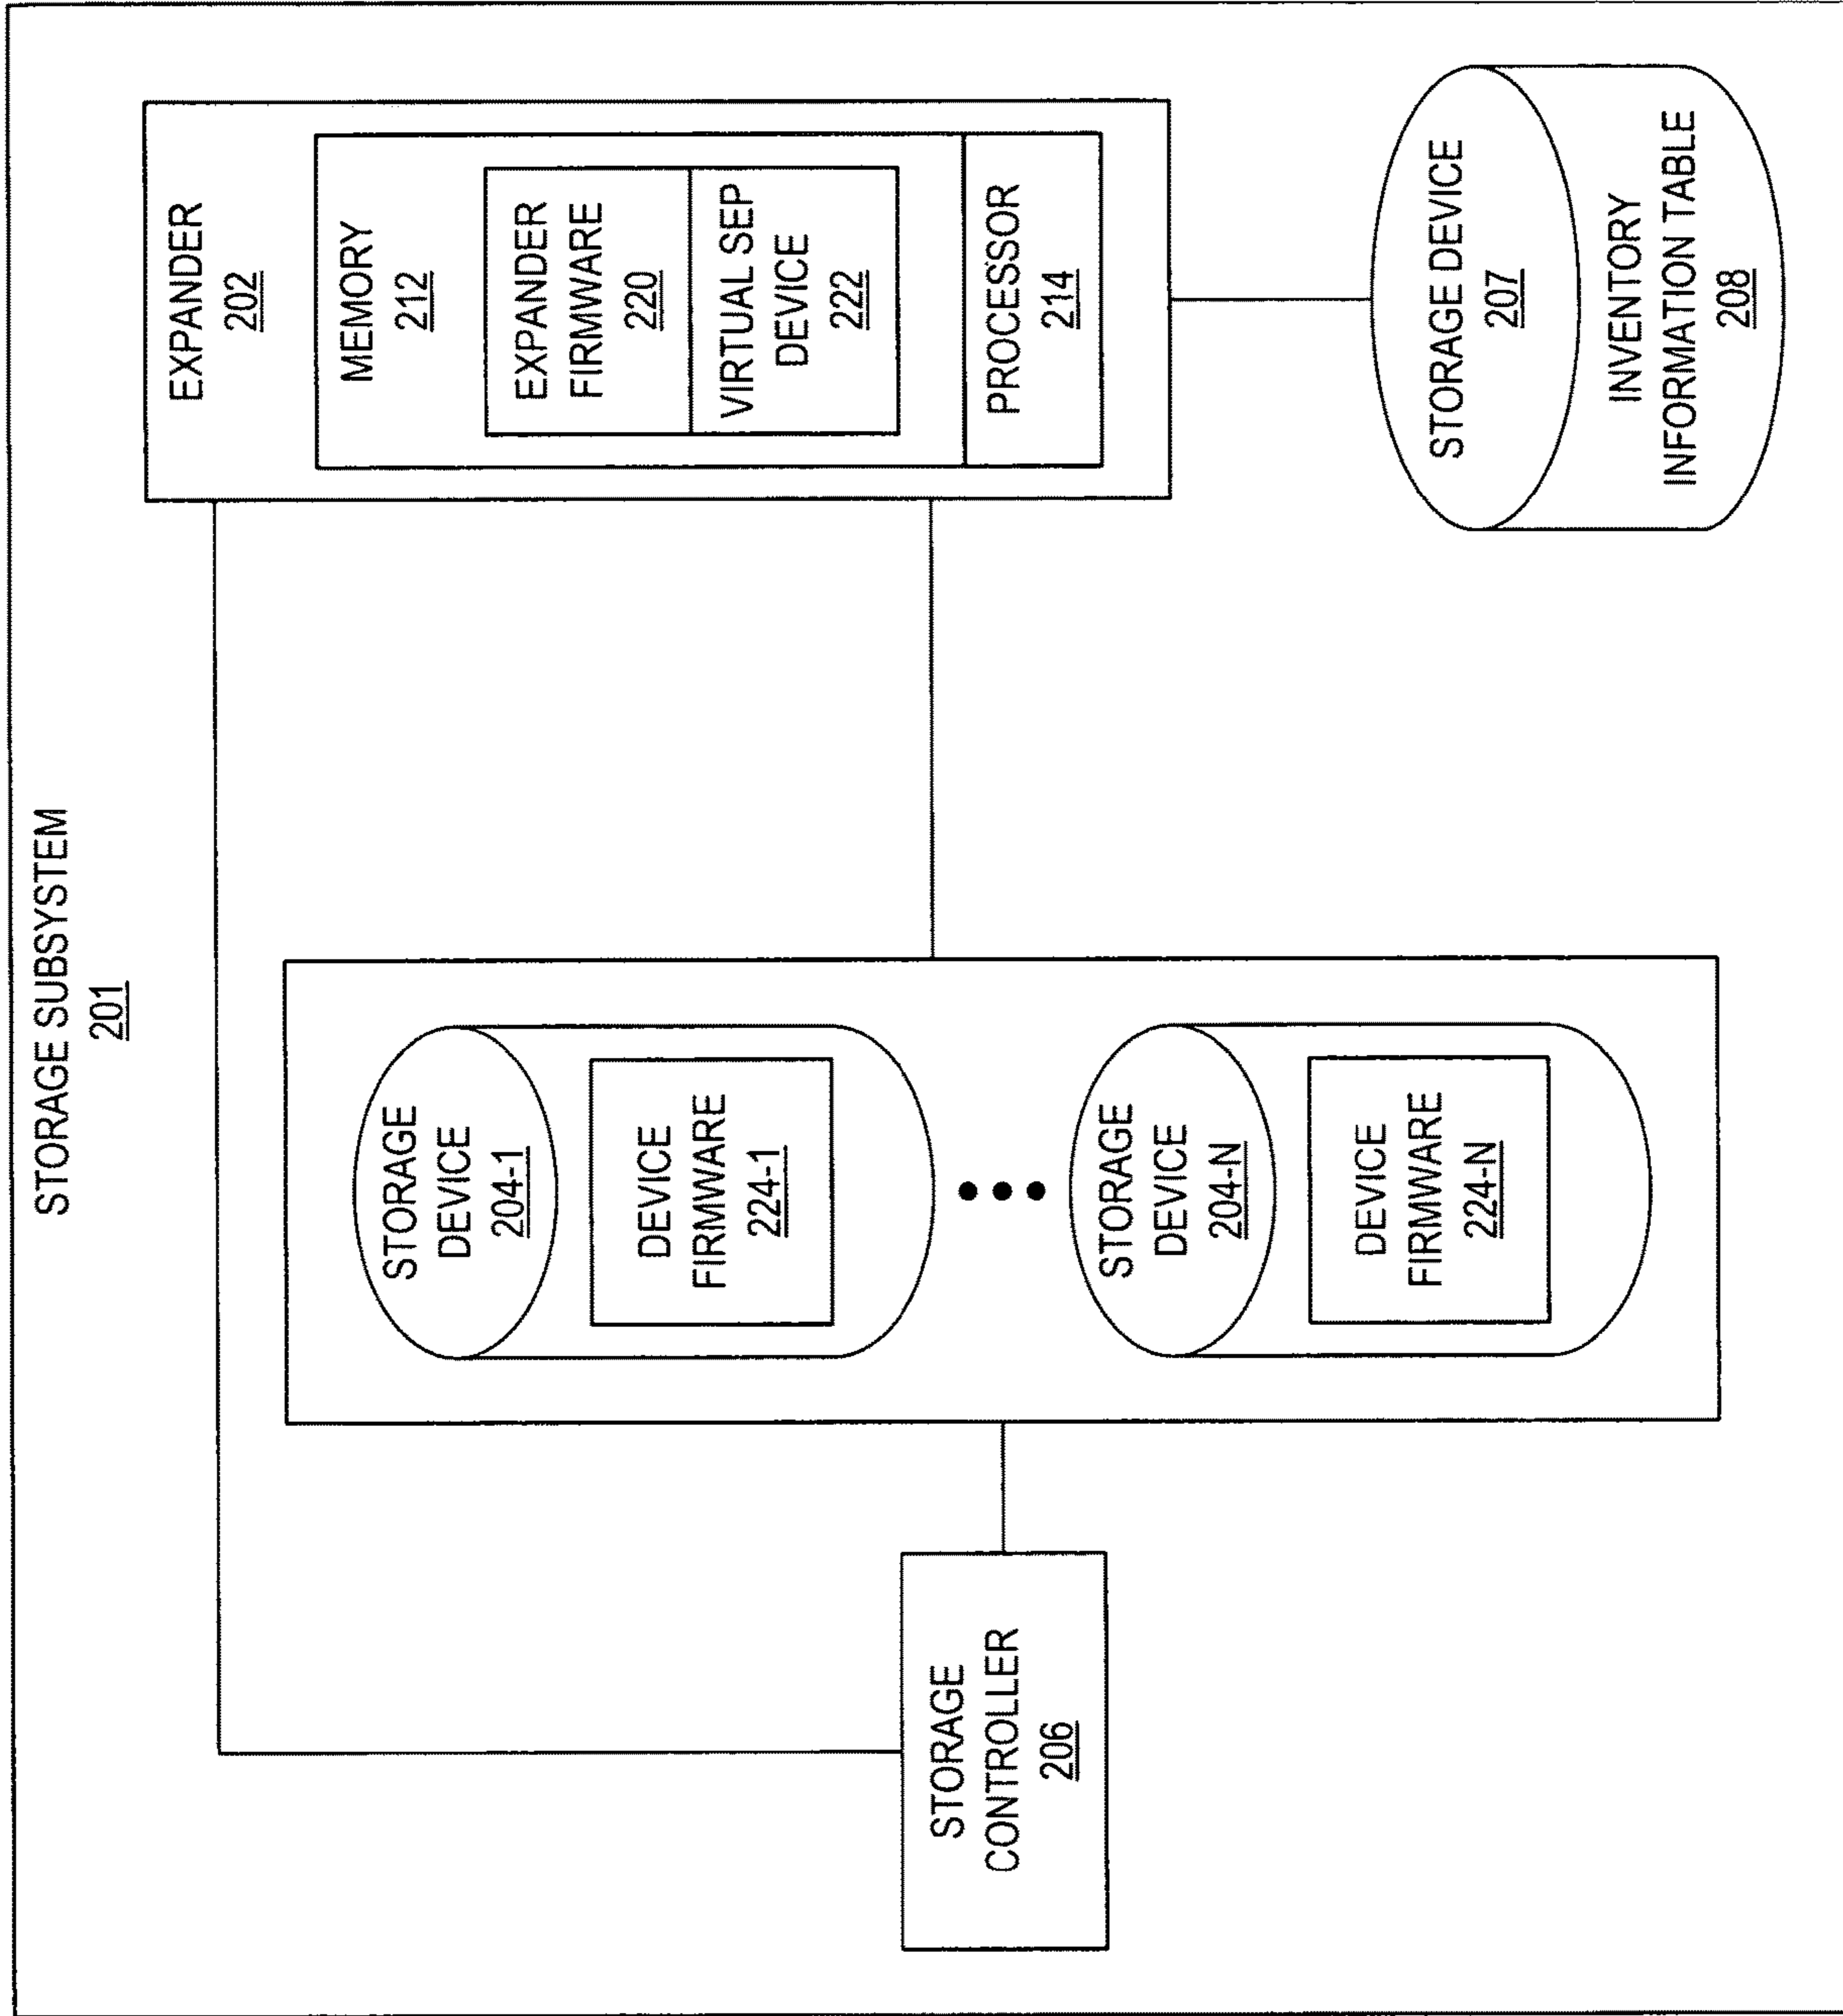 STORAGE SUBSYSTEM
201
STORAGE
CONTROLLER
206
STORAGE
DEVICE
204-1
DEVICE
FIRMWARE
224-1
STORAGE
DEVICE
204-N
DEVICE
FIRMWARE
224-N
EXPANDER
202
MEMORY
212
EXPANDER
FIRMWARE
220
VIRTUAL SEP
DEVICE
222
PROCESSOR
214
STORAGE DEVICE
207
INVENTORY
INFORMATION TABLE
208